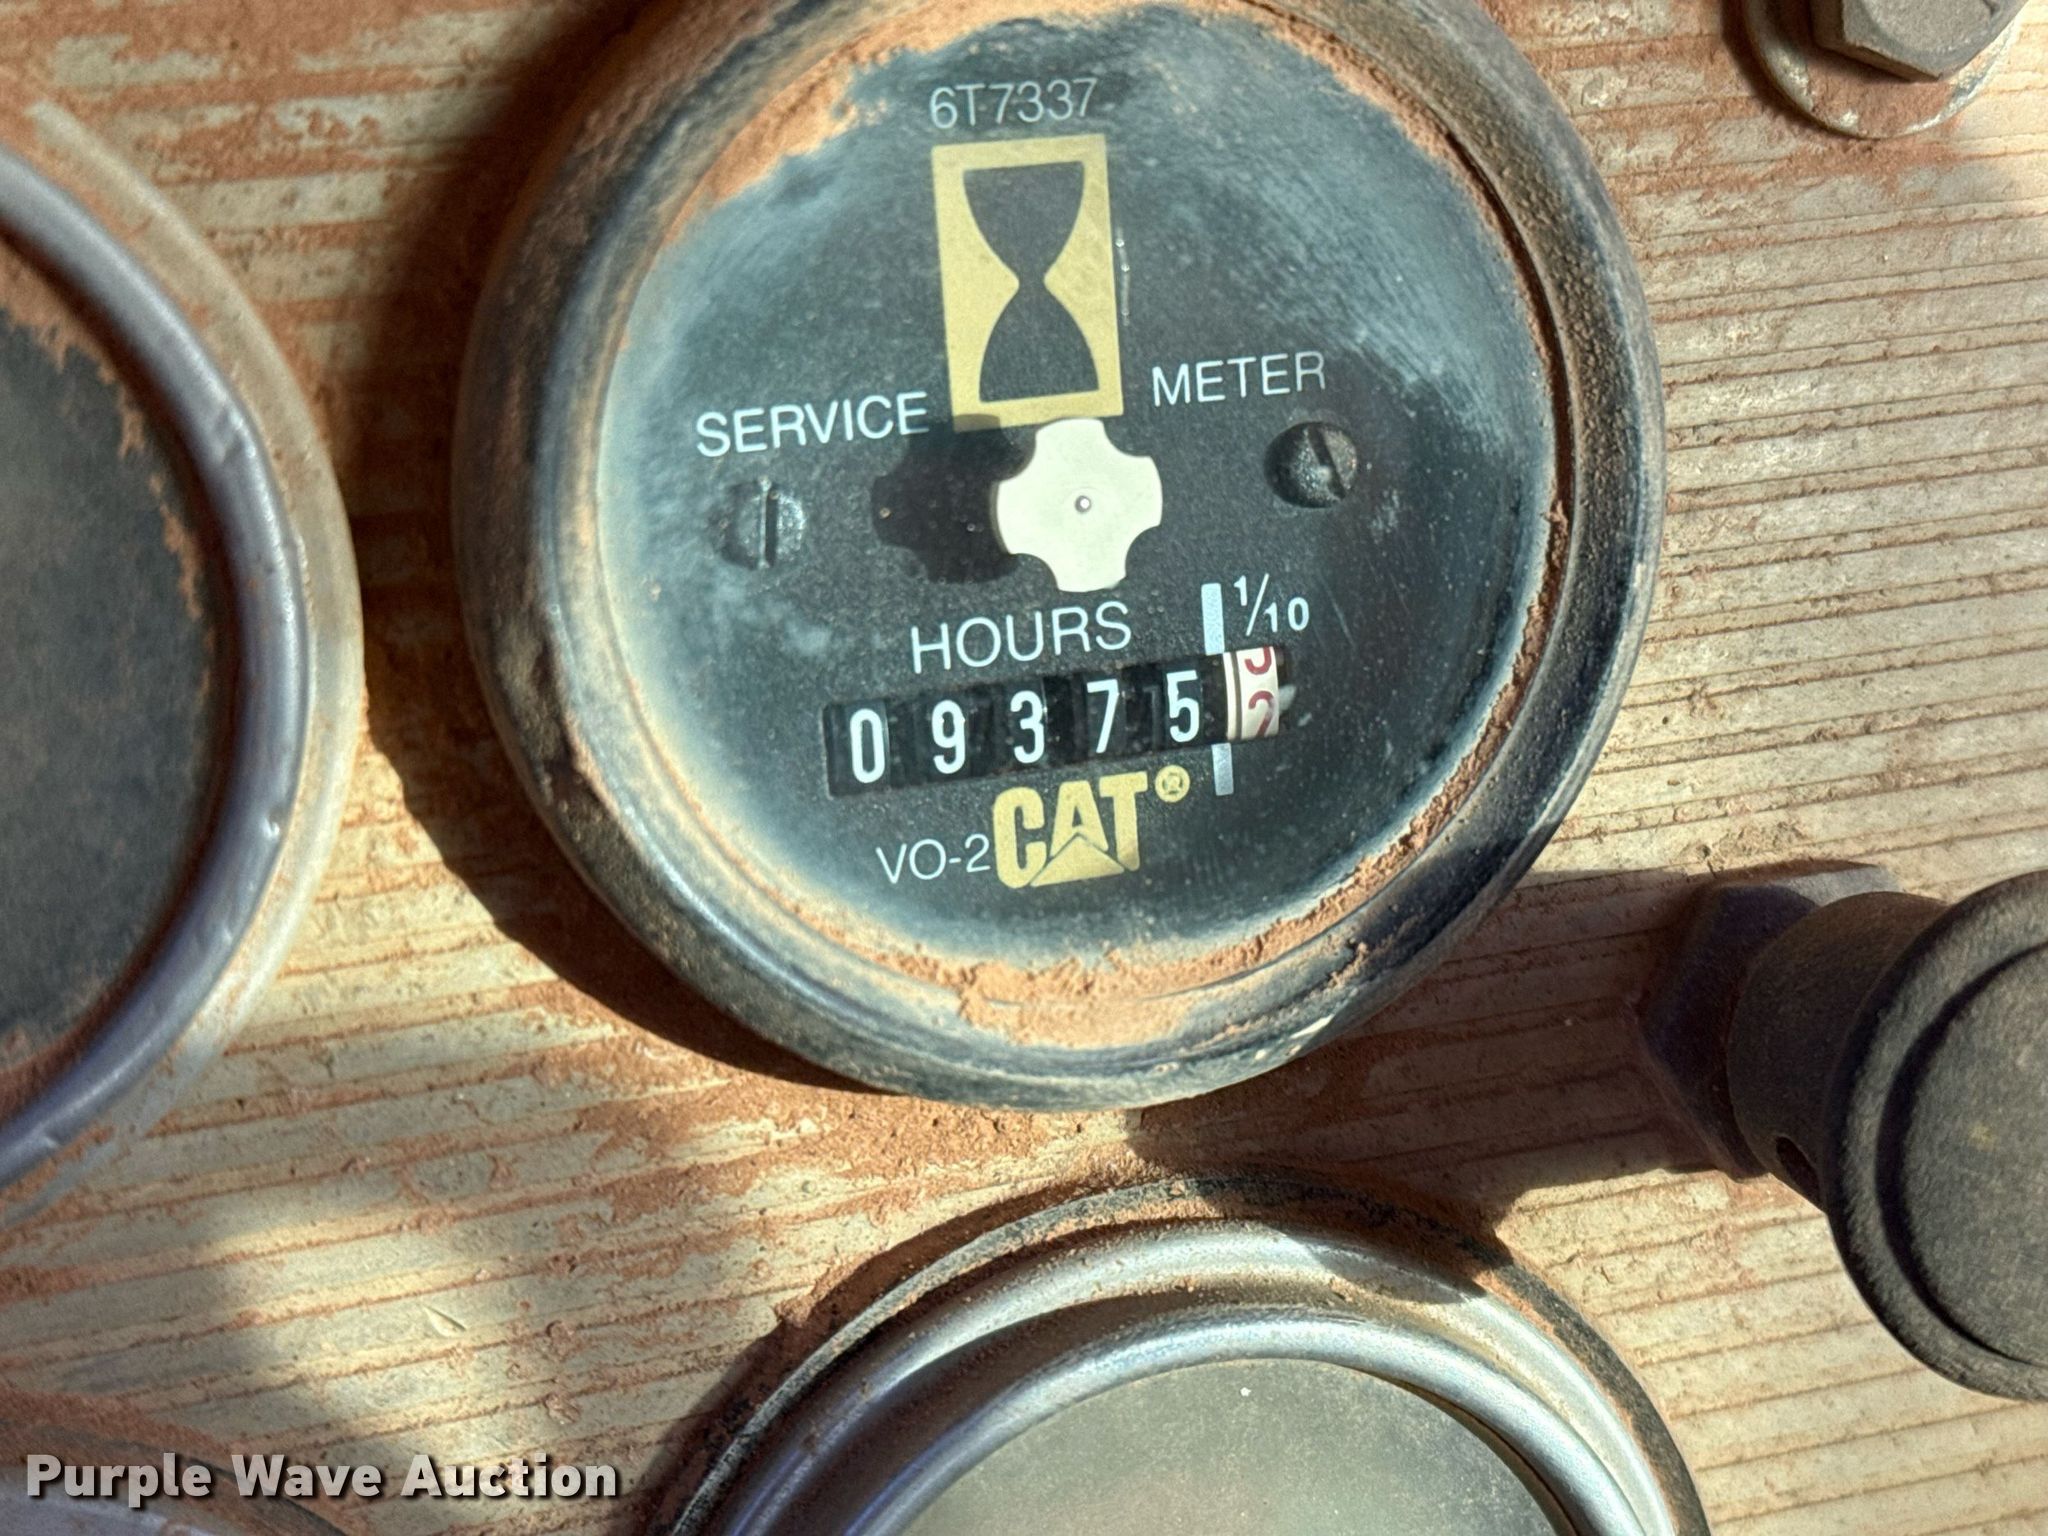 6T7337
SERVICE METER
HOURS 1/10
09375
VO-2 CAT®
Purple Wave Auction